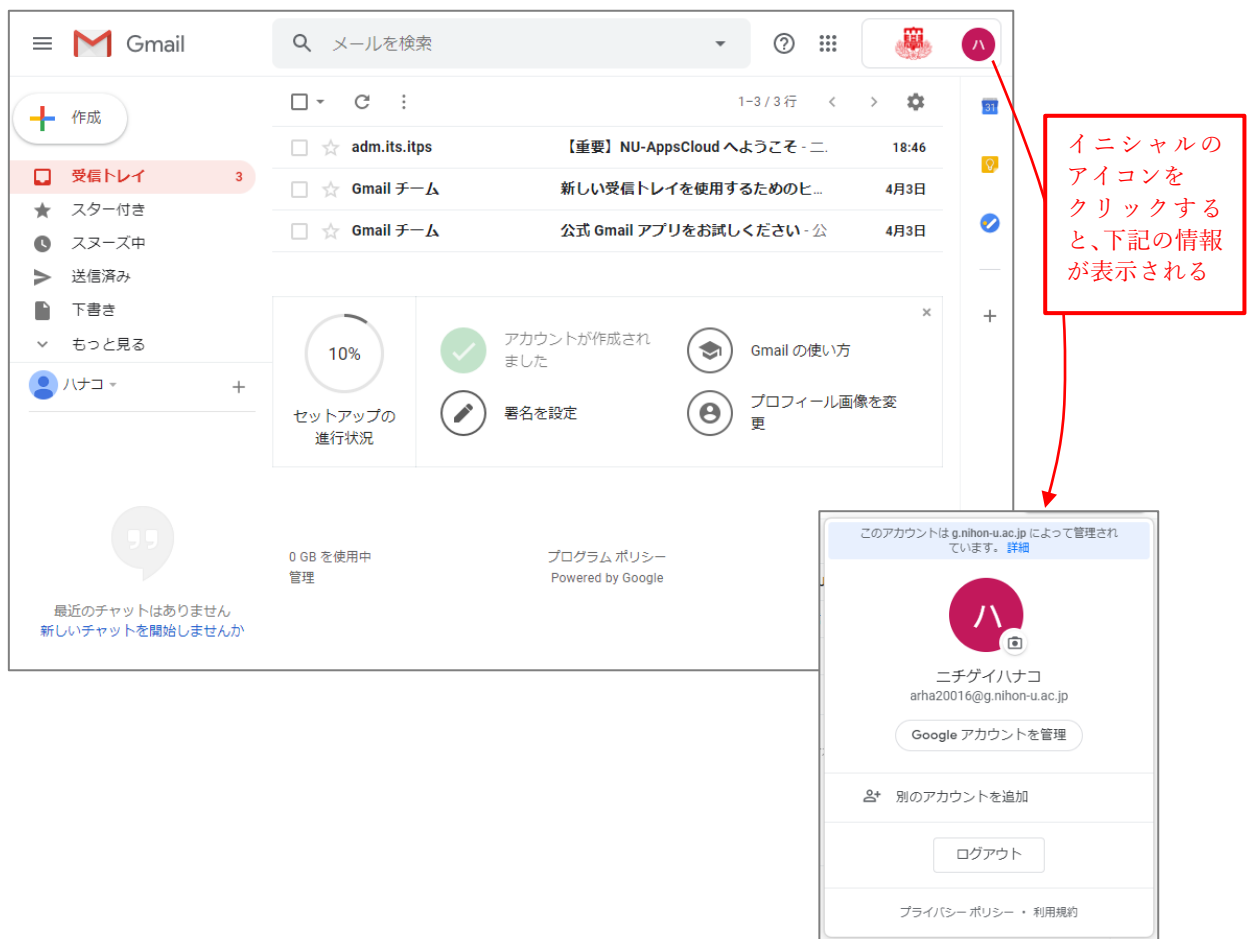 Gmail
メールを検索
ハ
作成
1–3 / 3 行
31
受信トレイ 3
スター付き
スヌーズ中
送信済み
下書き
もっと見る
ハナコ
adm.its.itps 【重要】NU-AppsCloud へようこそ - ニ. 18:46
Gmail チーム 新しい受信トレイを使用するためのヒ... 4月3日
Gmail チーム 公式 Gmail アプリをお試しください - 公 4月3日
10%
セットアップの
進行状況
アカウントが作成され
ました
Gmail の使い方
署名を設定
プロフィール画像を変
更
0 GB を使用中
管理
プログラム ポリシー
Powered by Google
最近のチャットはありません
新しいチャットを開始しませんか
イニシャルの
アイコンを
クリックする
と、下記の情報
が表示される
このアカウントは g.nihon-u.ac.jp によって管理され
ています。 詳細
ハ
ニチゲイハナコ
arha20016@g.nihon-u.ac.jp
Google アカウントを管理
別のアカウントを追加
ログアウト
プライバシー ポリシー ・ 利用規約